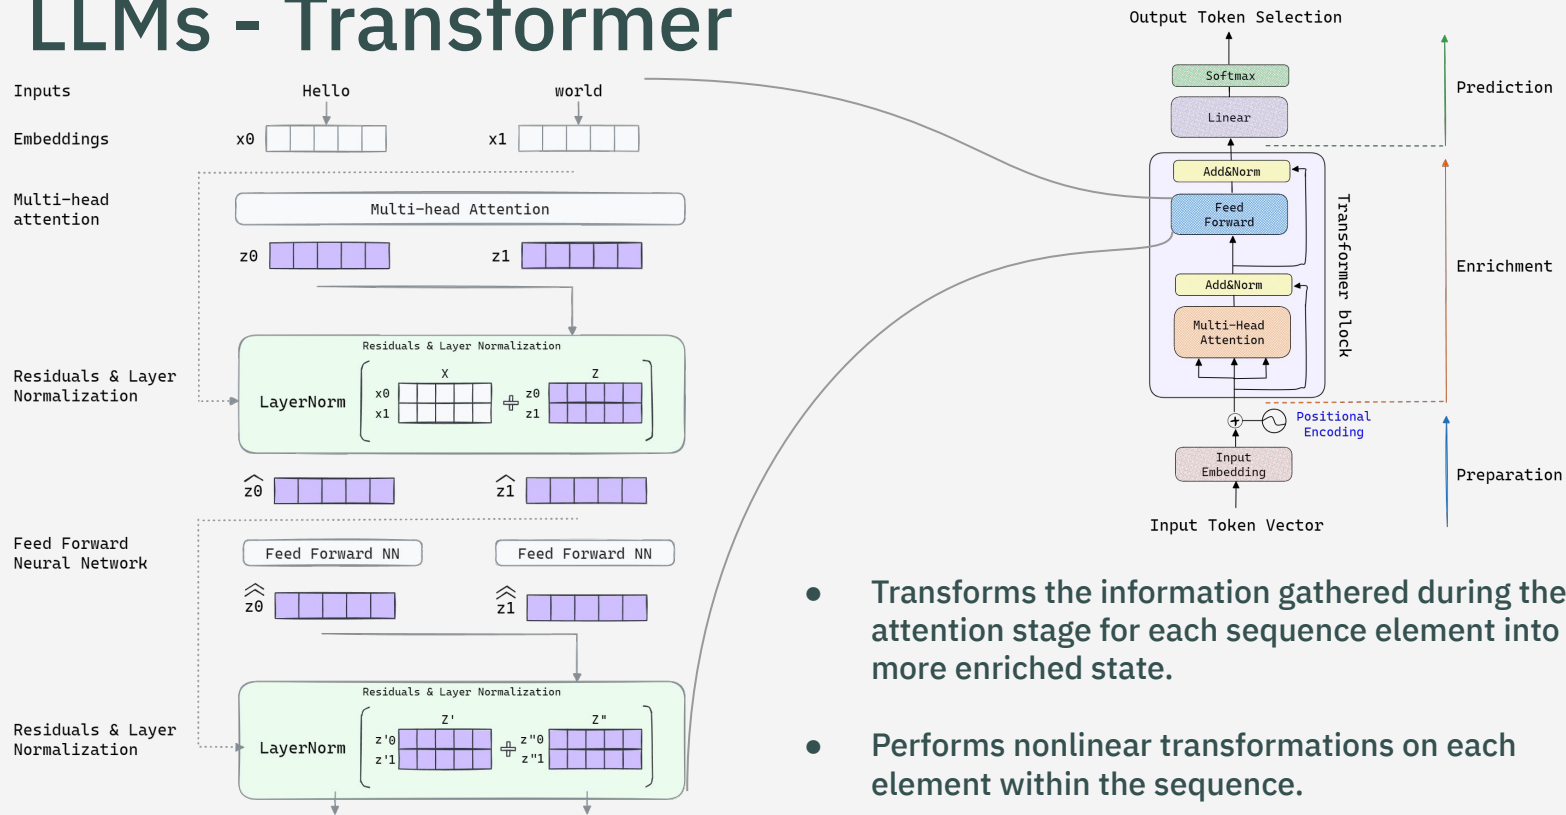 LLMs - Transformer
Inputs
Hello
world
Embeddings
x0
x1
Multi-head
attention
Multi-head Attention
z0
z1
Residuals & Layer
Normalization
Residuals & Layer Normalization
LayerNorm
X
x0
x1
Z
z0
z1
z0
z1
Feed Forward
Neural Network
Feed Forward NN
Feed Forward NN
z0
z1
Residuals & Layer
Normalization
Residuals & Layer Normalization
LayerNorm
Z'
z'0
z'1
Z"
z"0
z"1
Output Token Selection
Softmax
Linear
Add&Norm
Feed
Forward
Add&Norm
Multi-Head
Attention
Transformer block
Positional
Encoding
Input
Embedding
Input Token Vector
Prediction
Enrichment
Preparation
● Transforms the information gathered during the
attention stage for each sequence element into
more enriched state.
● Performs nonlinear transformations on each
element within the sequence.